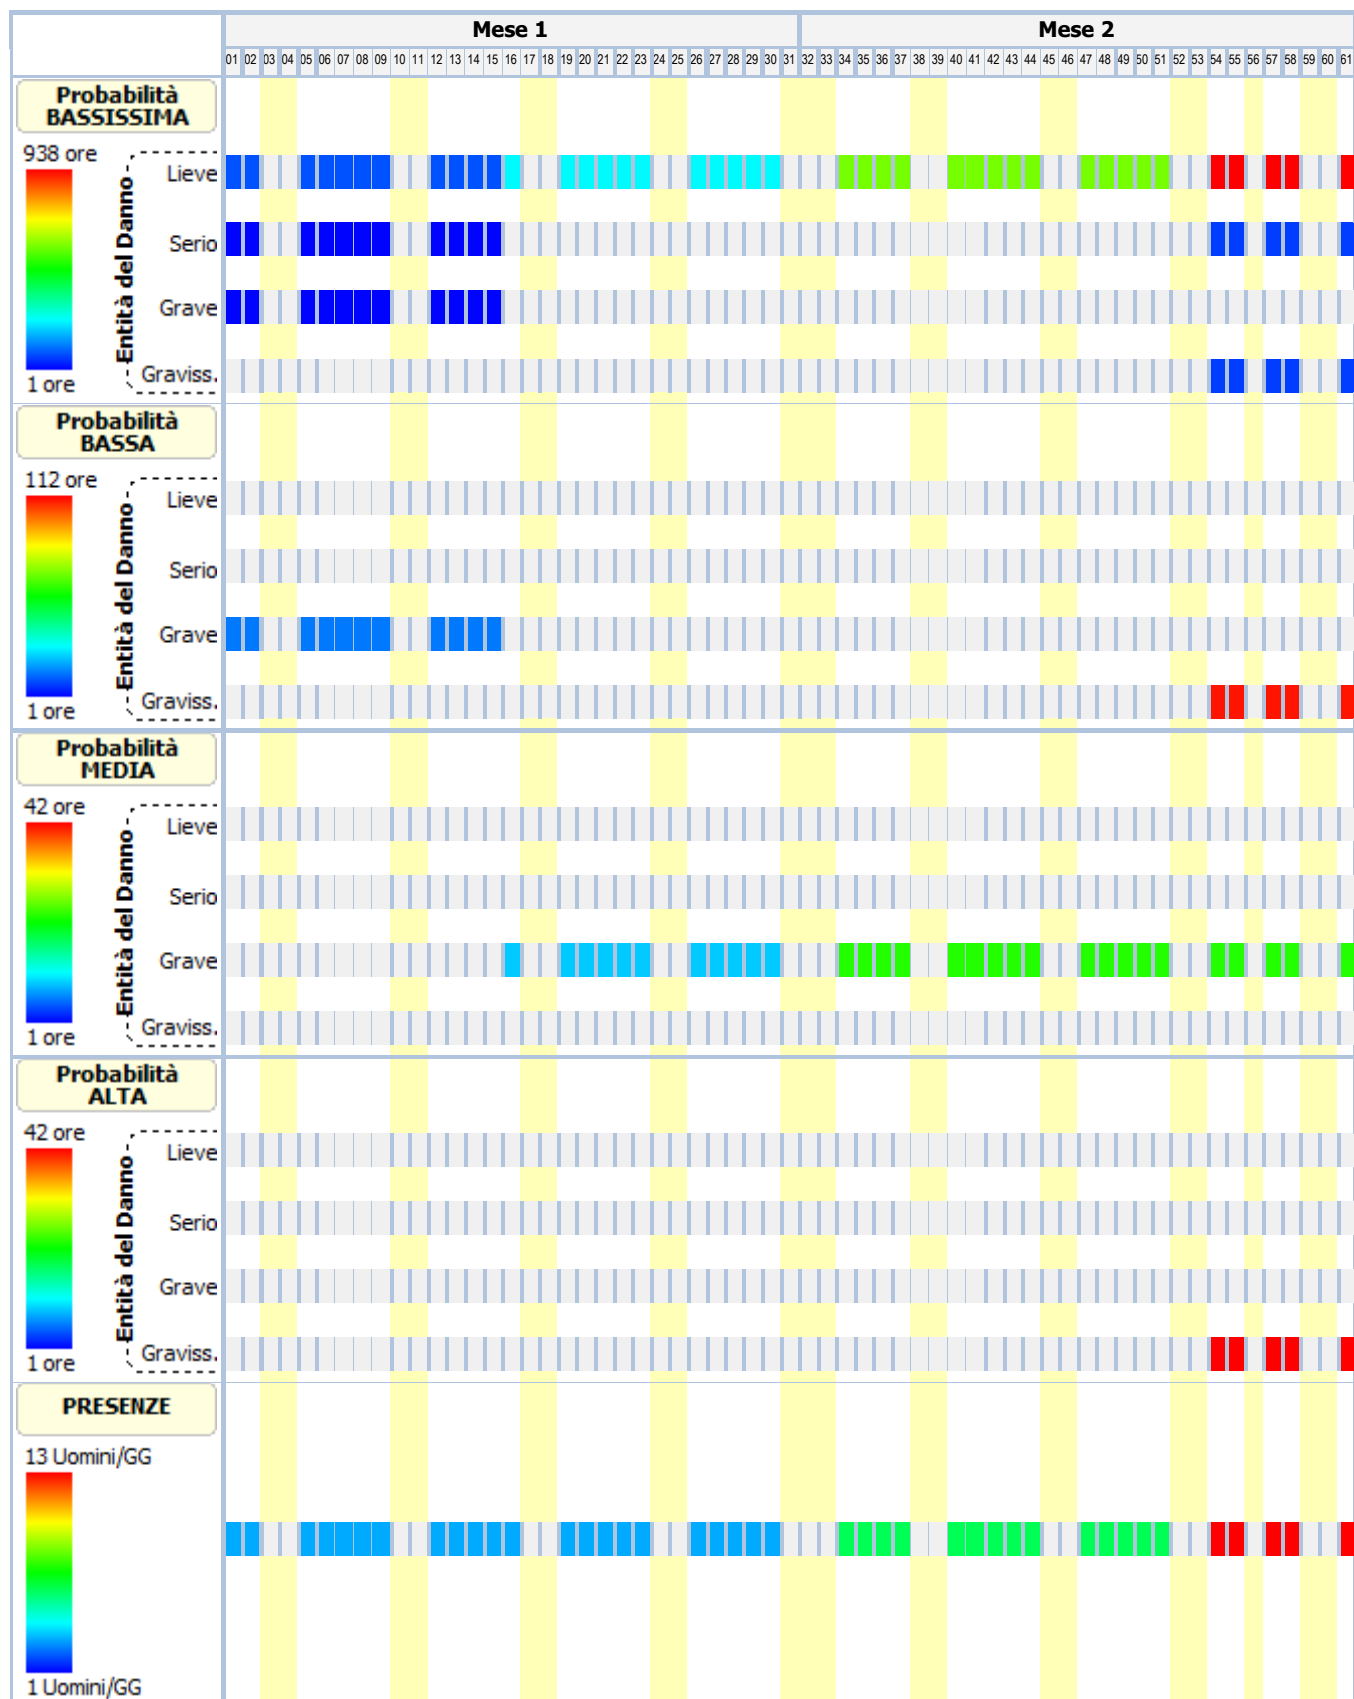 Mese 1 Mese 2
01 02 03 04 05 06 07 08 09 10 11 12 13 14 15 16 17 18 19 20 21 22 23 24 25 26 27 28 29 30 31 32 33 34 35 36 37 38 39 40 41 42 43 44 45 46 47 48 49 50 51 52 53 54 55 56 57 58 59 60 61
Probabilità
BASSISSIMA
938 ore
Entità del Danno
Lieve
Serio
Grave
Graviss.
1 ore
Probabilità
BASSA
112 ore
Entità del Danno
Lieve
Serio
Grave
Graviss.
1 ore
Probabilità
MEDIA
42 ore
Entità del Danno
Lieve
Serio
Grave
Graviss.
1 ore
Probabilità
ALTA
42 ore
Entità del Danno
Lieve
Serio
Grave
Graviss.
1 ore
PRESENZE
13 Uomini/GG
1 Uomini/GG